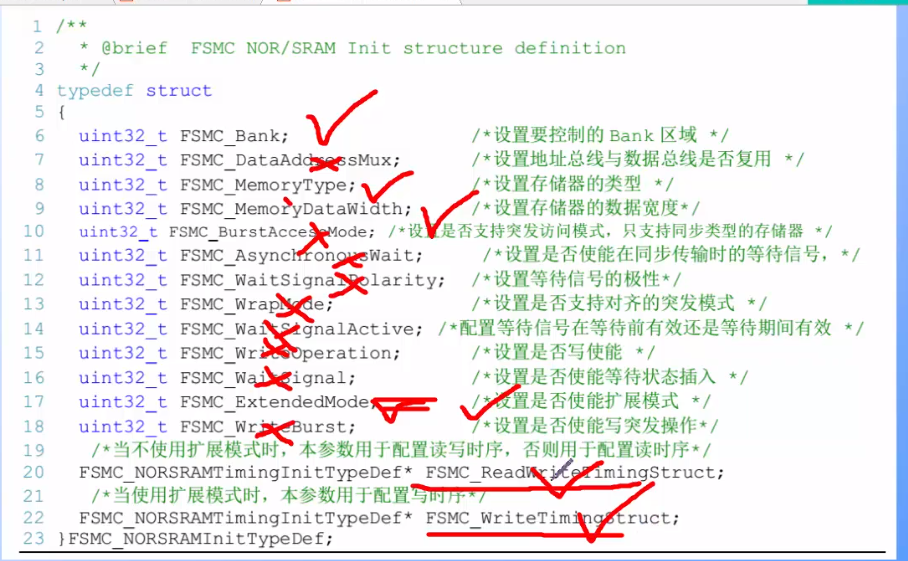 1 /**
2 * @brief FSMC NOR/SRAM Init structure definition
3 */
4 typedef struct
5 {
6 uint32_t FSMC_Bank; /*设置要控制的Bank区域 */
7 uint32_t FSMC_DataAddressMux; /*设置地址总线与数据总线是否复用 */
8 uint32_t FSMC_MemoryType; /*设置存储器的类型 */
9 uint32_t FSMC_MemoryDataWidth; /*设置存储器的数据宽度*/
10 uint32_t FSMC_BurstAccessMode; /*设置是否支持突发访问模式，只支持同步类型的存储器 */
11 uint32_t FSMC_AsynchronousWait; /*设置是否使能在同步传输时的等待信号，*/
12 uint32_t FSMC_WaitSignalPolarity; /*设置等待信号的极性*/
13 uint32_t FSMC_WrapMode; /*设置是否支持对齐的突发模式 */
14 uint32_t FSMC_WaitSignalActive; /*配置等待信号在等待前有效还是等待期间有效 */
15 uint32_t FSMC_WriteOperation; /*设置是否写使能 */
16 uint32_t FSMC_WaitSignal; /*设置是否使能等待状态插入 */
17 uint32_t FSMC_ExtendedMode; /*设置是否使能扩展模式 */
18 uint32_t FSMC_WriteBurst; /*设置是否使能写突发操作*/
19 /*当不使用扩展模式时，本参数用于配置读写时序，否则用于配置读时序*/
20 FSMC_NORSRAMTimingInitTypeDef* FSMC_ReadWriteTimingStruct;
21 /*当使用扩展模式时，本参数用于配置写时序*/
22 FSMC_NORSRAMTimingInitTypeDef* FSMC_WriteTimingStruct;
23 }FSMC_NORSRAMInitTypeDef;